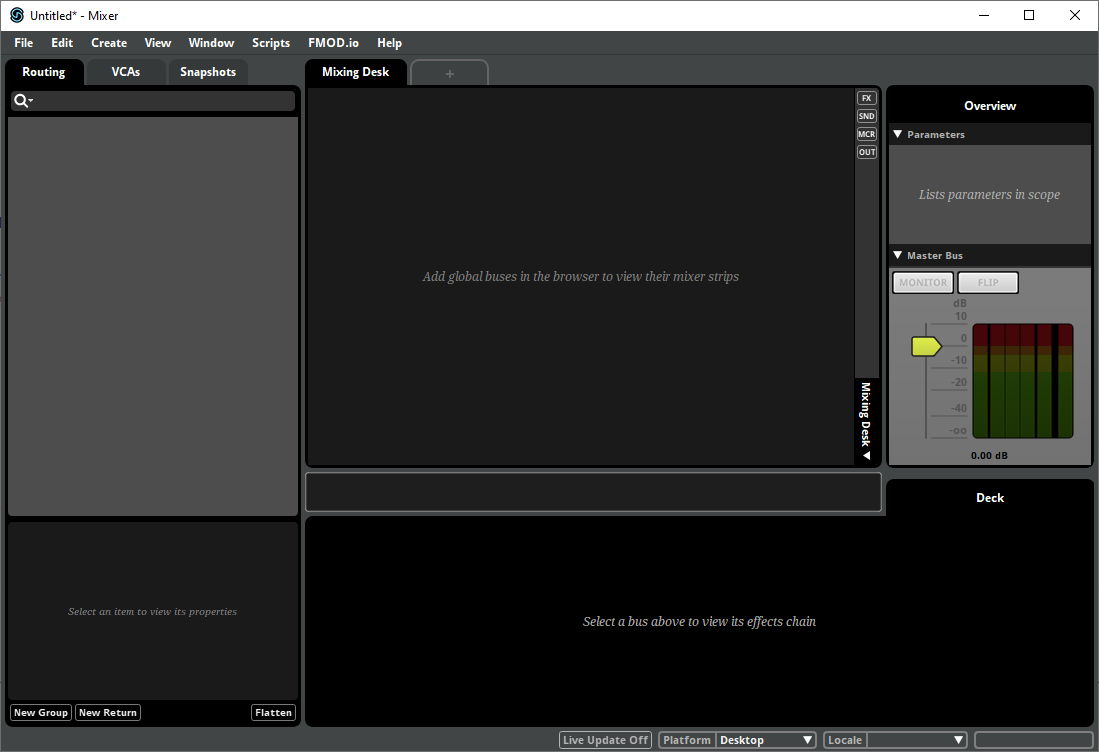 Untitled* - Mixer
File Edit Create View Window Scripts FMOD.io Help
Routing VCAs Snapshots
Mixing Desk +
FX
SND
MCR
OUT
Add global buses in the browser to view their mixer strips
Mixing Desk
Overview
Parameters
Lists parameters in scope
Master Bus
MONITOR FLIP
dB
10
0
-10
-20
-40
-oo
0.00 dB
Select an item to view its properties
New Group New Return Flatten
Deck
Select a bus above to view its effects chain
Live Update Off Platform Desktop Locale